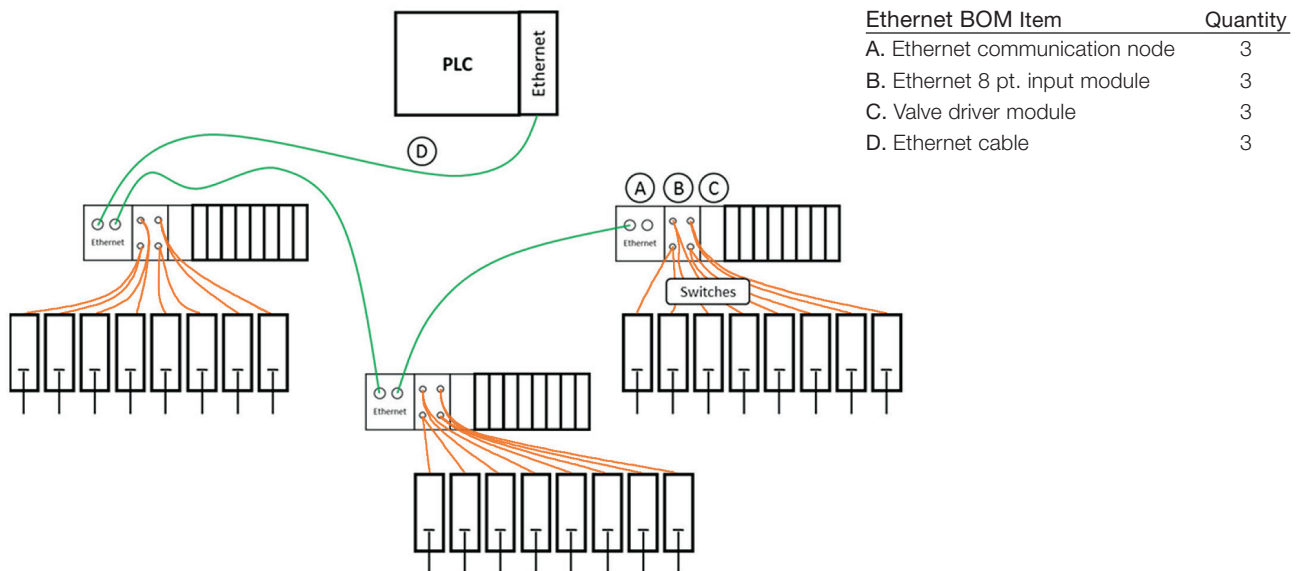 PLC
Ethernet
D
A B C
Ethernet
Ethernet
Switches
Ethernet
Ethernet BOM Item Quantity
A. Ethernet communication node 3
B. Ethernet 8 pt. input module 3
C. Valve driver module 3
D. Ethernet cable 3